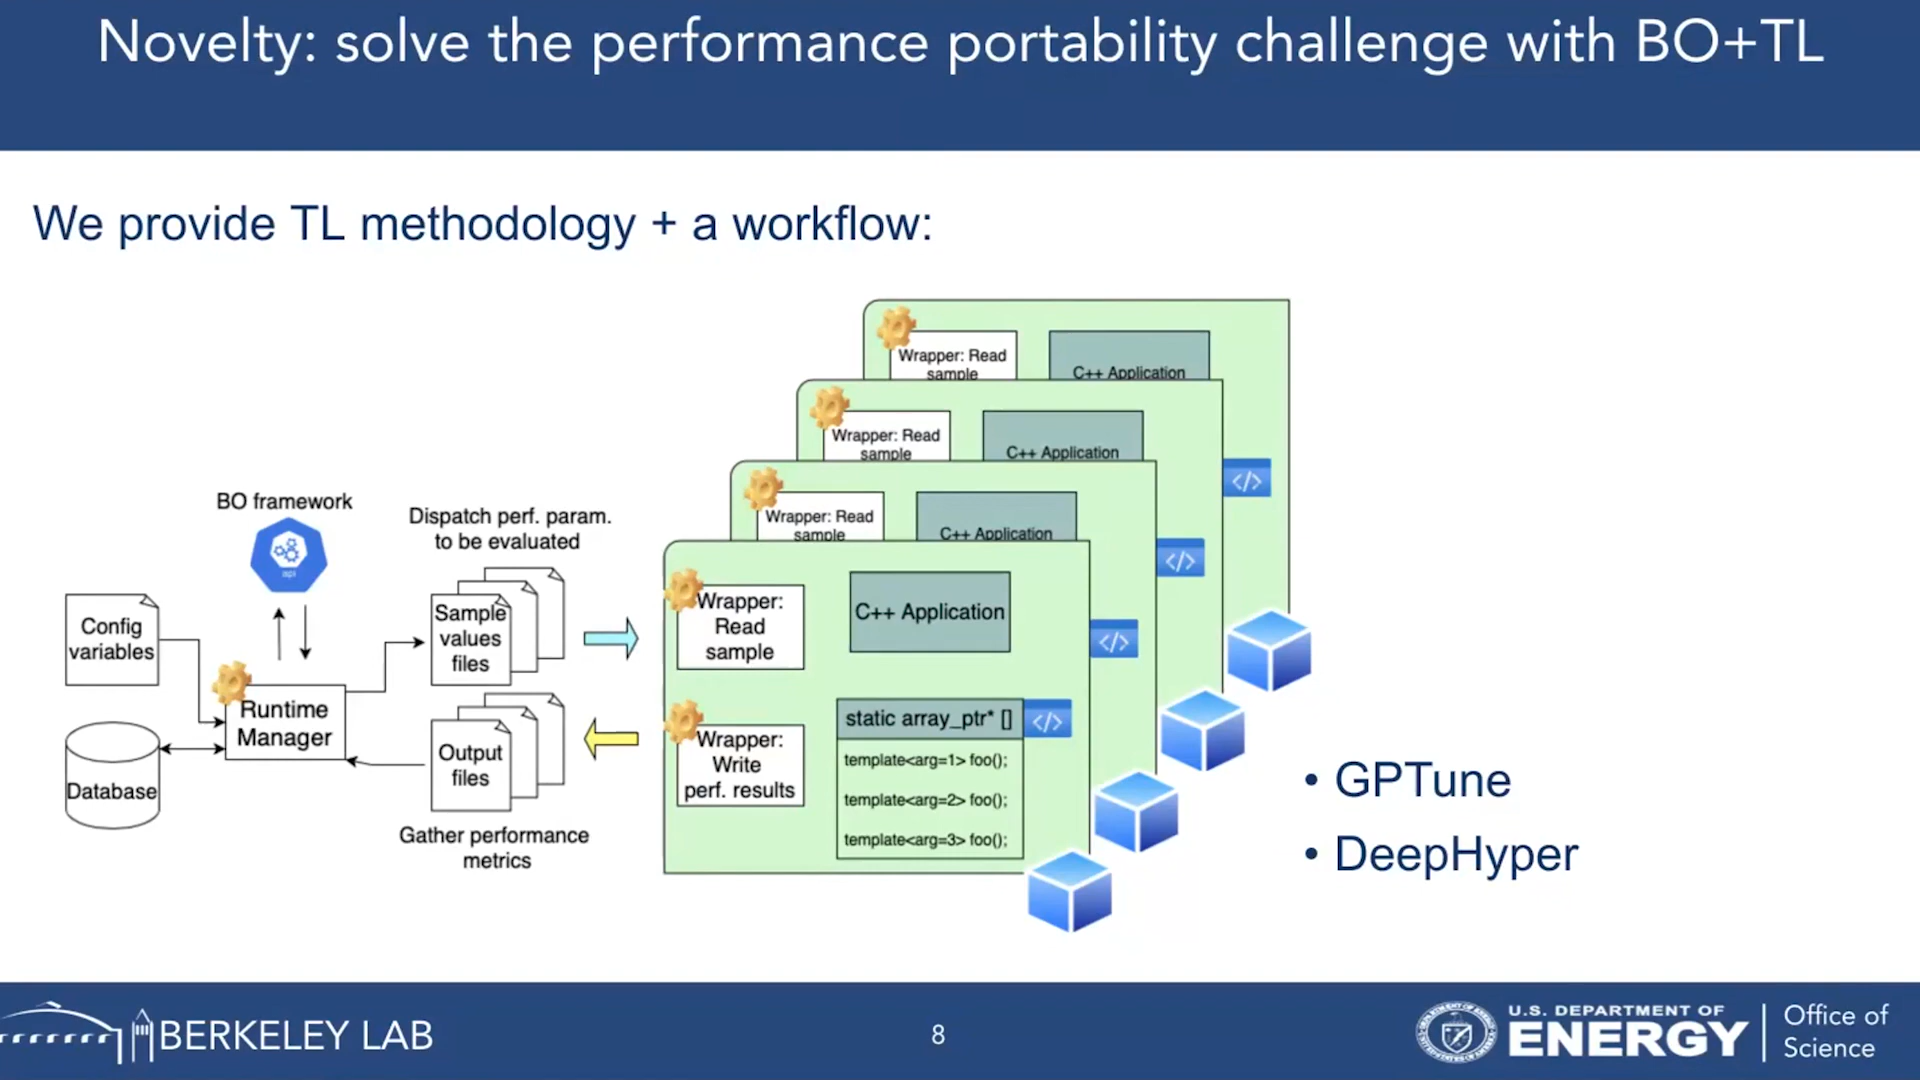 Novelty: solve the performance portability challenge with BO+TL
We provide TL methodology + a workflow:
BO framework
api
Config
variables
Runtime
Manager
Database
Dispatch perf. param.
to be evaluated
Sample
values
files
Output
files
Gather performance
metrics
Wrapper: Read
sample
C++ Application
</>
Wrapper: Read
sample
C++ Application
</>
Wrapper: Read
sample
C++ Application
</>
Wrapper:
Read
sample
C++ Application
Wrapper:
Write
perf. results
static array_ptr* []
</>
template<arg=1> foo();
template<arg=2> foo();
template<arg=3> foo();
• GPTune
• DeepHyper
BERKELEY LAB
8
U.S. DEPARTMENT OF
ENERGY
Office of
Science